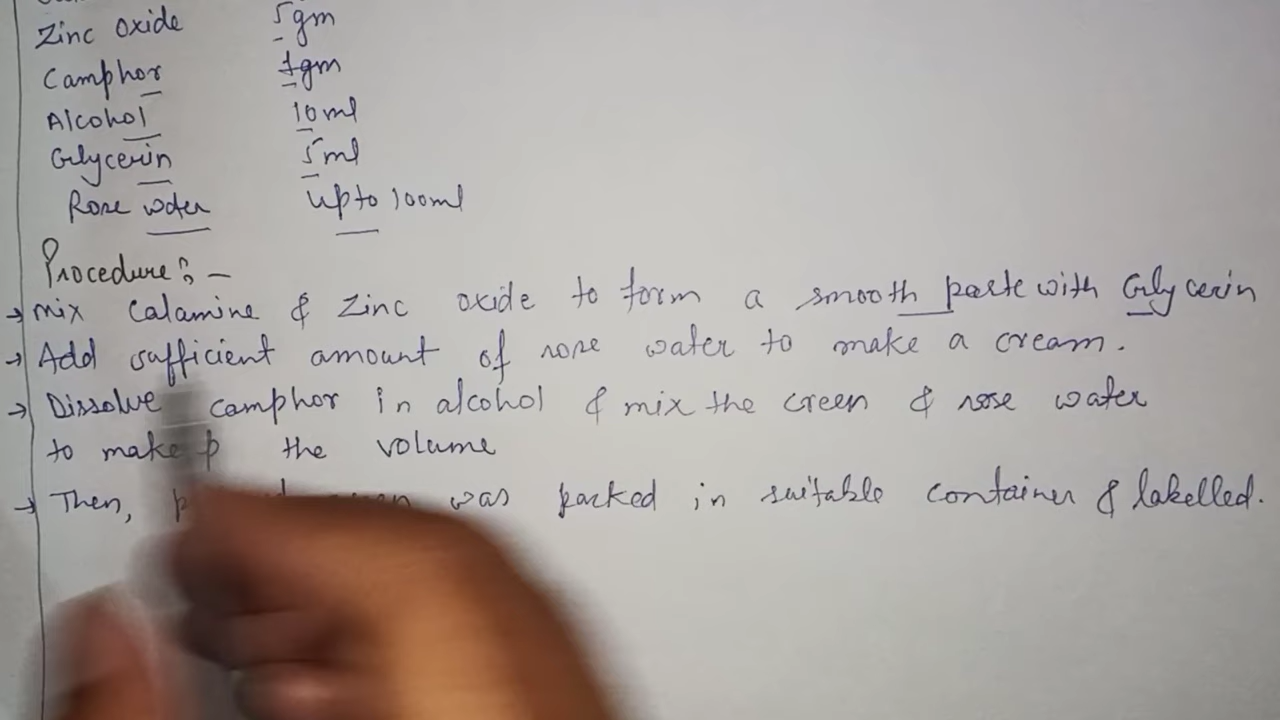 Zinc oxide 5gm
Camphor 1gm
Alcohol 10ml
Glycerin 5ml
Rose water upto 100ml
Procedure:-
→ Mix Calamine & Zinc oxide to form a smooth paste with Glycerin
→ Add sufficient amount of rose water to make a cream.
→ Dissolve camphor in alcohol & mix the creen & rose water
to make p the volume
→ Then, was packed in suitable container & labelled.